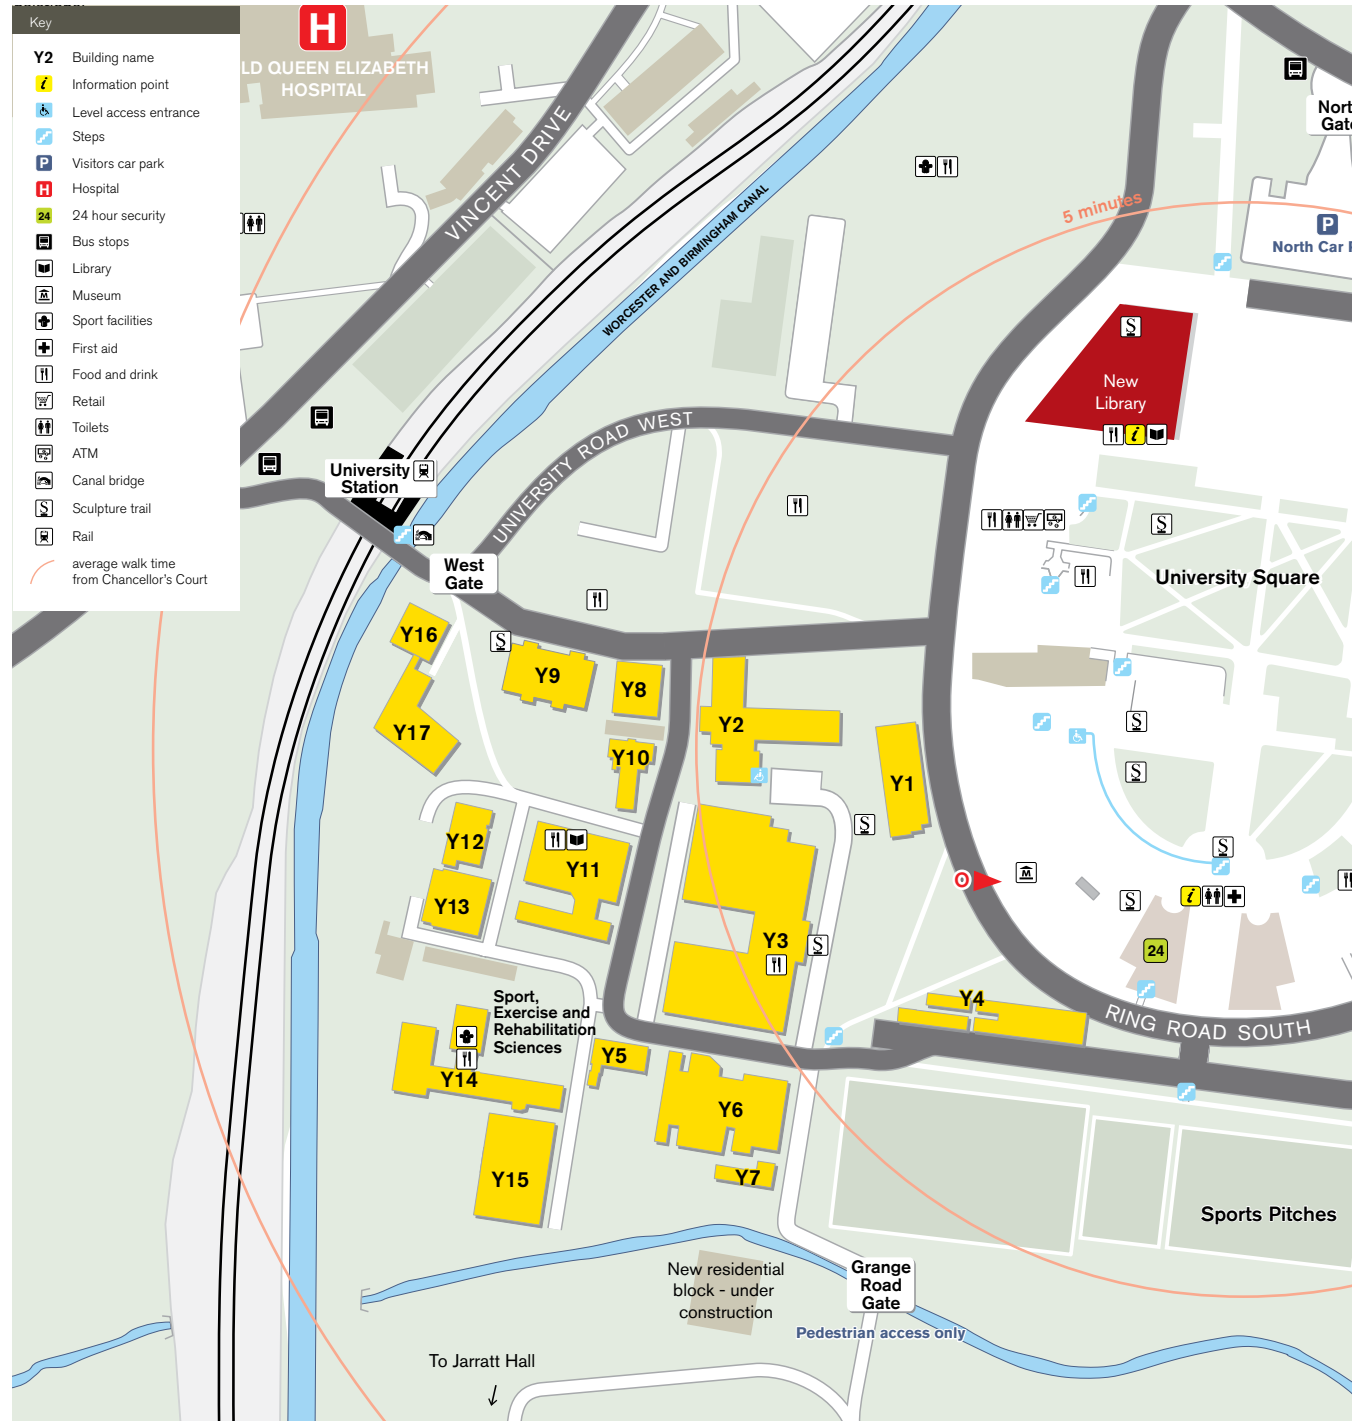 Key
Y2 Building name
i Information point
Level access entrance
Steps
P Visitors car park
H Hospital
24 24 hour security
Bus stops
Library
Museum
Sport facilities
First aid
Food and drink
Retail
Toilets
ATM
Canal bridge
S Sculpture trail
Rail
average walk time
from Chancellor's Court
H
LD QUEEN ELIZABETH
HOSPITAL
VINCENT DRIVE
WORCESTER AND BIRMINGHAM CANAL
5 minutes
Nort
Gate
P
North Car P
S
New
Library
i
University
Station
UNIVERSITY ROAD WEST
West
Gate
S
University Square
Y16
S
Y9
Y8
Y17
Y2
Y10
Y1
S
S
S
S
Y12
Y11
Y13
O
M
i
S
24
Y3
S
Y4
RING ROAD SOUTH
Sport,
Exercise and
Rehabilitation
Sciences
Y5
Y14
Y6
Y15
Y7
Sports Pitches
New residential
block - under
construction
Grange
Road
Gate
Pedestrian access only
To Jarratt Hall